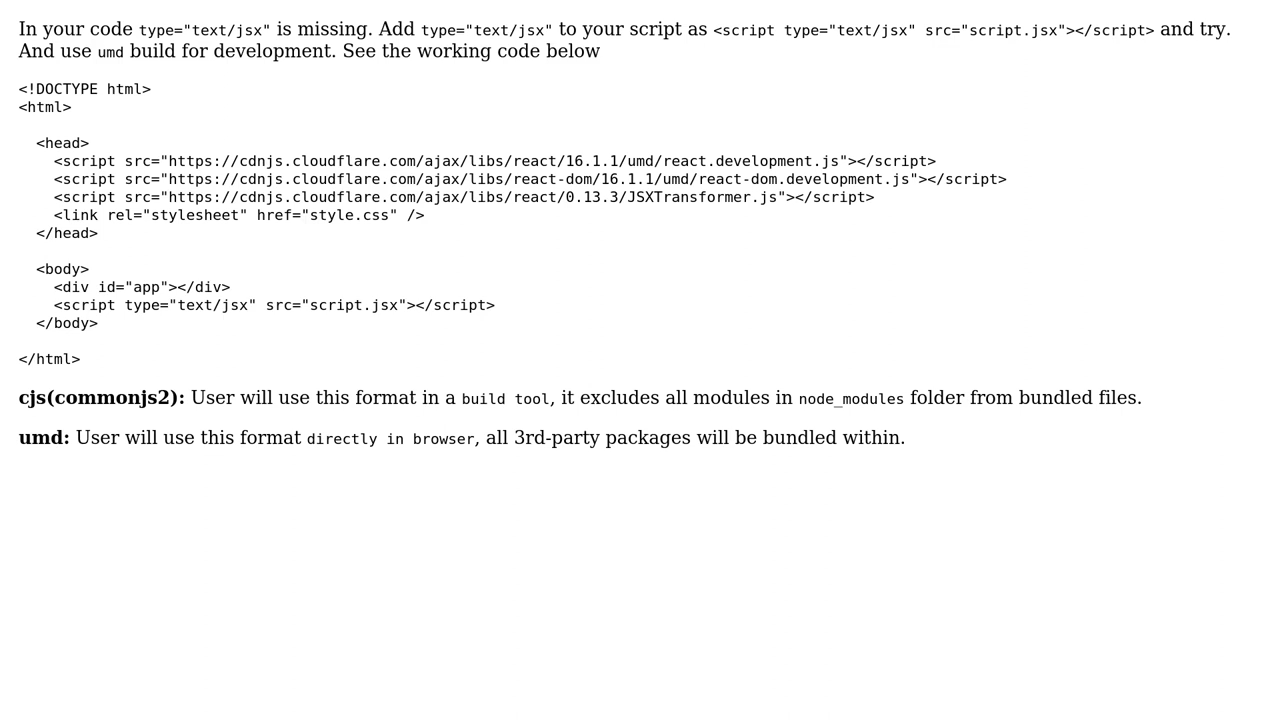 In your code type="text/jsx" is missing. Add type="text/jsx" to your script as <script type="text/jsx" src="script.jsx"></script> and try.
And use umd build for development. See the working code below
<!DOCTYPE html>
<html>
  <head>
    <script src="https://cdnjs.cloudflare.com/ajax/libs/react/16.1.1/umd/react.development.js"></script>
    <script src="https://cdnjs.cloudflare.com/ajax/libs/react-dom/16.1.1/umd/react-dom.development.js"></script>
    <script src="https://cdnjs.cloudflare.com/ajax/libs/react/0.13.3/JSXTransformer.js"></script>
    <link rel="stylesheet" href="style.css" />
  </head>
  <body>
    <div id="app"></div>
    <script type="text/jsx" src="script.jsx"></script>
  </body>
</html>
cjs(commonjs2): User will use this format in a build tool, it excludes all modules in node_modules folder from bundled files.
umd: User will use this format directly in browser, all 3rd-party packages will be bundled within.